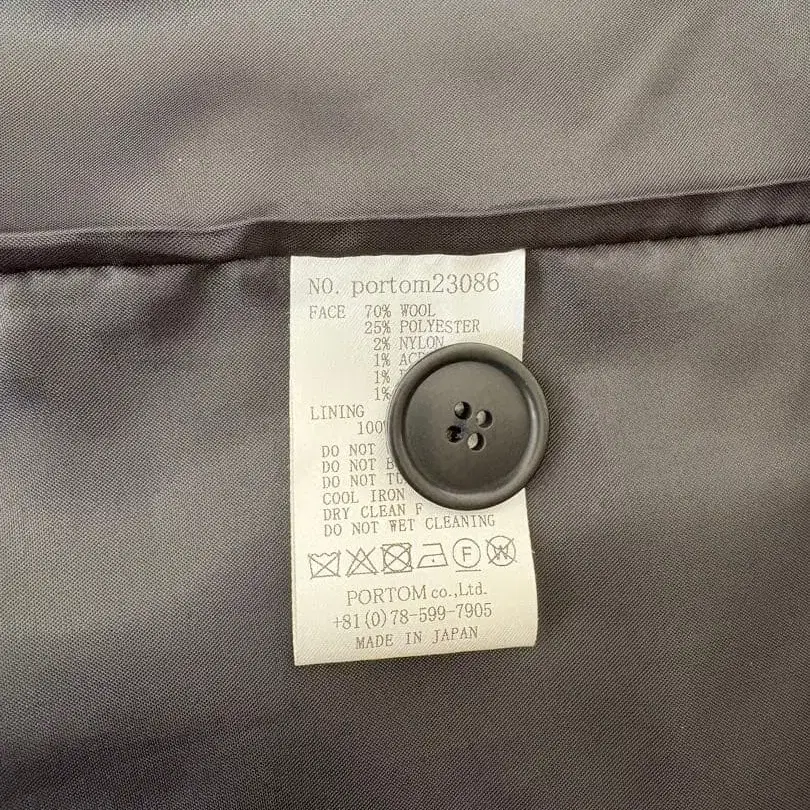 NO. portom23086
FACE 70% WOOL
25% POLYESTER
2% NYLON
1%
1%
1%
LINING
DO NOT
DO NOT
DO NOT
COOL IRON
DRY CLEAN F
DO NOT WET CLEANING
F W
PORTOM co.,Ltd.
+81(0)78-599-7905
MADE IN JAPAN